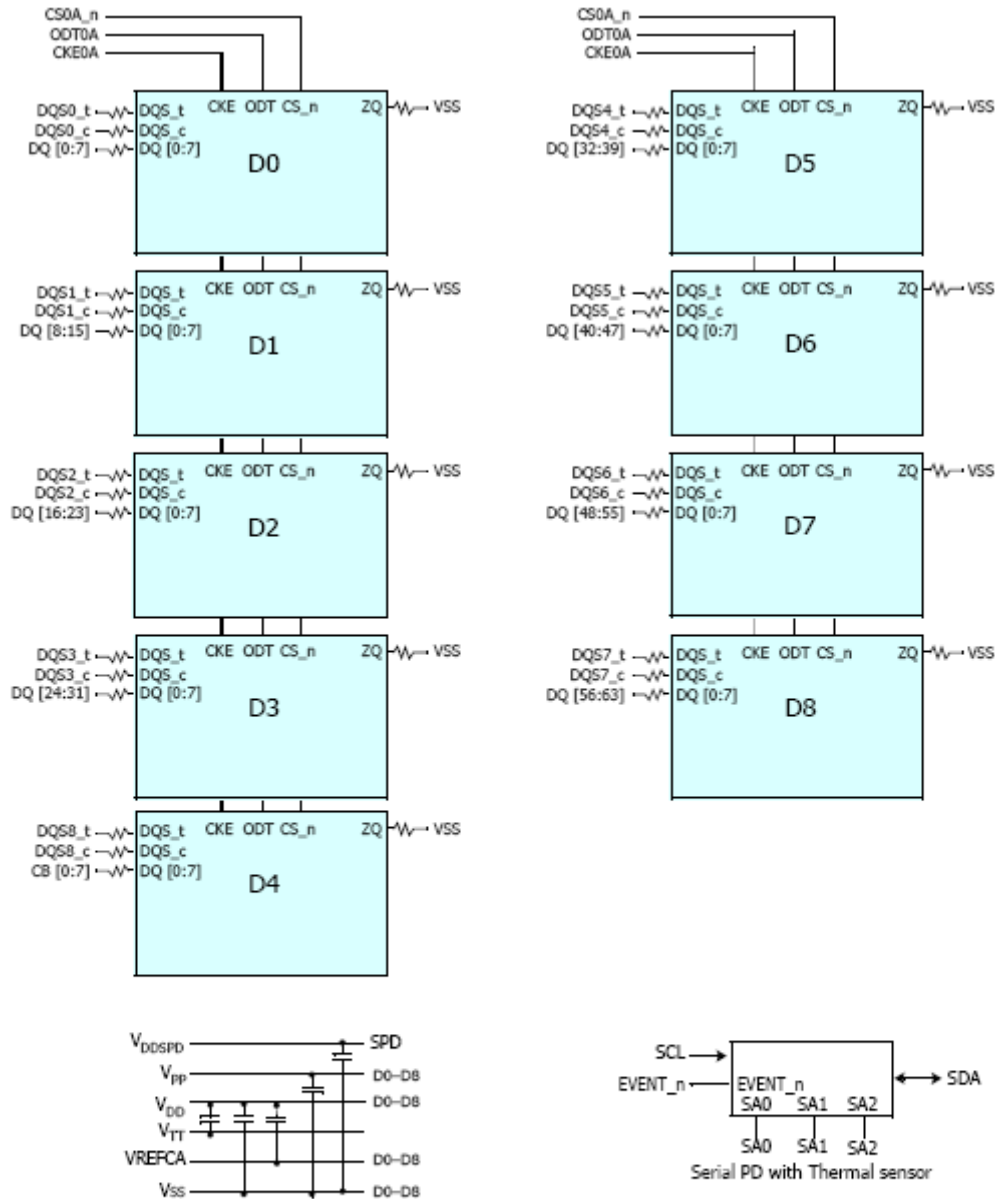 CS0A_n
ODT0A
CKE0A
DQS0_t DQS_t CKE ODT CS_n ZQ VSS
DQS0_c DQS_c
DQ [0:7] DQ [0:7]
D0
DQS1_t DQS_t CKE ODT CS_n ZQ VSS
DQS1_c DQS_c
DQ [8:15] DQ [0:7]
D1
DQS2_t DQS_t CKE ODT CS_n ZQ VSS
DQS2_c DQS_c
DQ [16:23] DQ [0:7]
D2
DQS3_t DQS_t CKE ODT CS_n ZQ VSS
DQS3_c DQS_c
DQ [24:31] DQ [0:7]
D3
DQS8_t DQS_t CKE ODT CS_n ZQ VSS
DQS8_c DQS_c
CB [0:7] DQ [0:7]
D4
CS0A_n
ODT0A
CKE0A
DQS4_t DQS_t CKE ODT CS_n ZQ VSS
DQS4_c DQS_c
DQ [32:39] DQ [0:7]
D5
DQS5_t DQS_t CKE ODT CS_n ZQ VSS
DQS5_c DQS_c
DQ [40:47] DQ [0:7]
D6
DQS6_t DQS_t CKE ODT CS_n ZQ VSS
DQS6_c DQS_c
DQ [48:55] DQ [0:7]
D7
DQS7_t DQS_t CKE ODT CS_n ZQ VSS
DQS7_c DQS_c
DQ [56:63] DQ [0:7]
D8
VDDSPD SPD
VPP D0–D8
VDD D0–D8
VTT
VREFCA D0–D8
VSS D0–D8
SCL
EVENT_n EVENT_n SDA
SA0 SA1 SA2
SA0 SA1 SA2
Serial PD with Thermal sensor